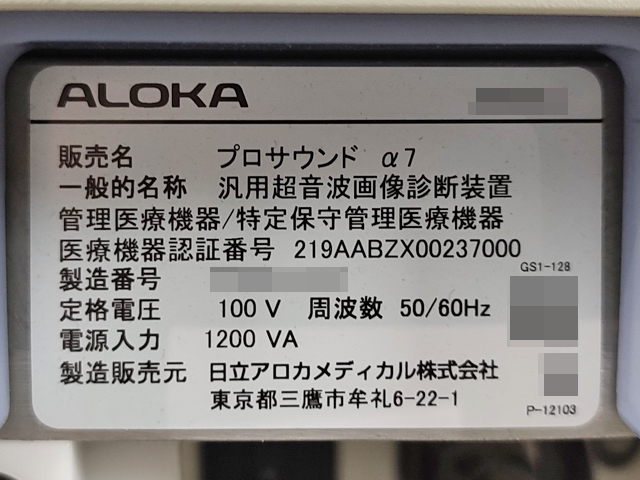 ALOKA
販売名 プロサウンド α7
一般的名称 汎用超音波画像診断装置
管理医療機器/特定保守管理医療機器
医療機器認証番号 219AABZX00237000
GS1-128
製造番号
定格電圧 100 V 周波数 50/60Hz
電源入力 1200 VA
製造販売元 日立アロカメディカル株式会社
東京都三鷹市牟礼6-22-1
P-12103